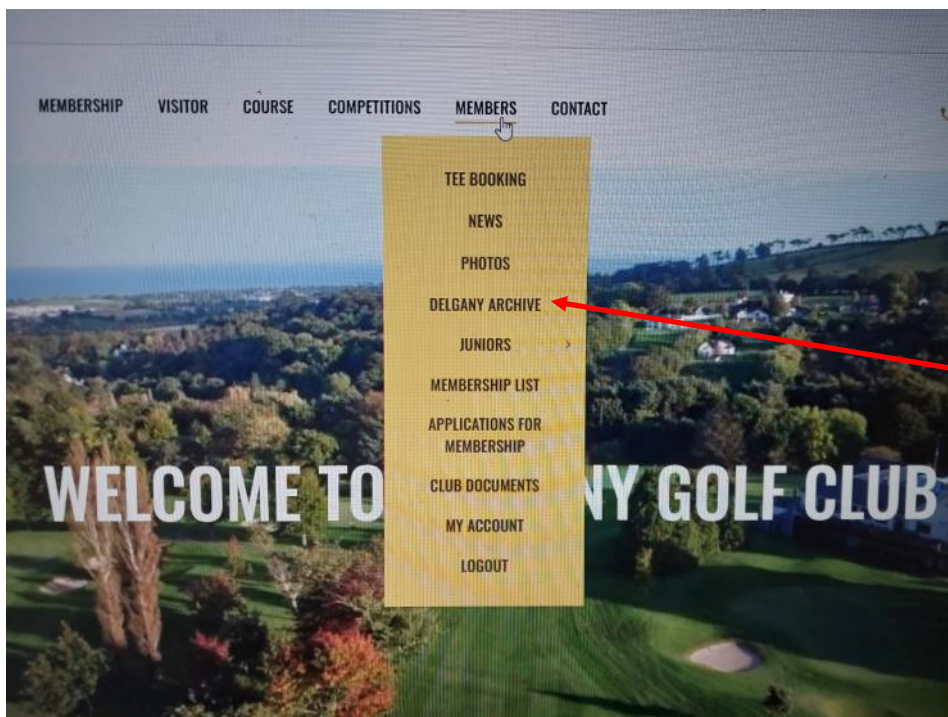 MEMBERSHIP VISITOR COURSE COMPETITIONS MEMBERS CONTACT
TEE BOOKING
NEWS
PHOTOS
DELGANY ARCHIVE
JUNIORS >
MEMBERSHIP LIST
APPLICATIONS FOR
MEMBERSHIP
CLUB DOCUMENTS
MY ACCOUNT
LOGOUT
WELCOME TO NY GOLF CLUB